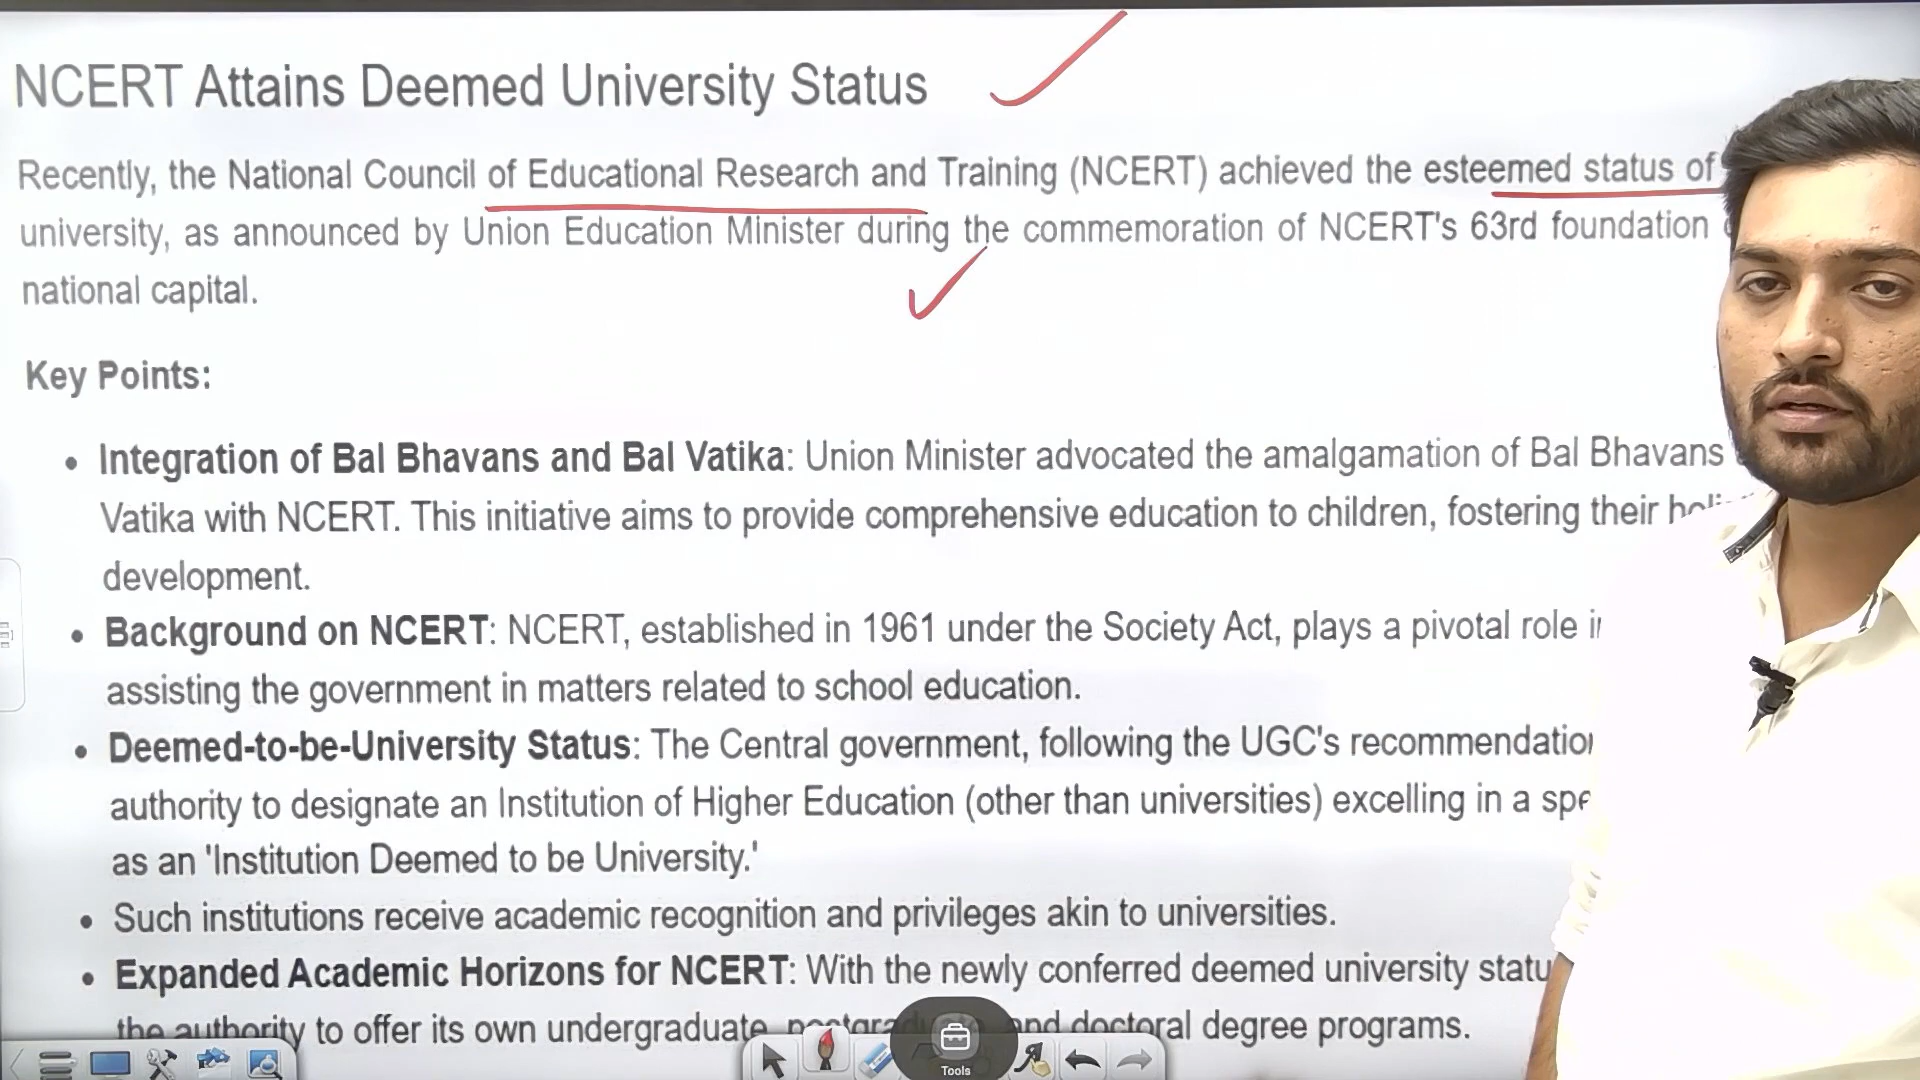 NCERT Attains Deemed University Status
Recently, the National Council of Educational Research and Training (NCERT) achieved the esteemed status of
university, as announced by Union Education Minister during the commemoration of NCERT's 63rd foundation
national capital.
Key Points:
• Integration of Bal Bhavans and Bal Vatika: Union Minister advocated the amalgamation of Bal Bhavans
Vatika with NCERT. This initiative aims to provide comprehensive education to children, fostering their
development.
• Background on NCERT: NCERT, established in 1961 under the Society Act, plays a pivotal role
assisting the government in matters related to school education.
• Deemed-to-be-University Status: The Central government, following the UGC's
authority to designate an Institution of Higher Education (other than universities) excelling in a
as an 'Institution Deemed to be University.'
• Such institutions receive academic recognition and privileges akin to universities.
• Expanded Academic Horizons for NCERT: With the newly conferred deemed university
the authority to offer its own undergraduate, and doctoral degree programs.
Tools